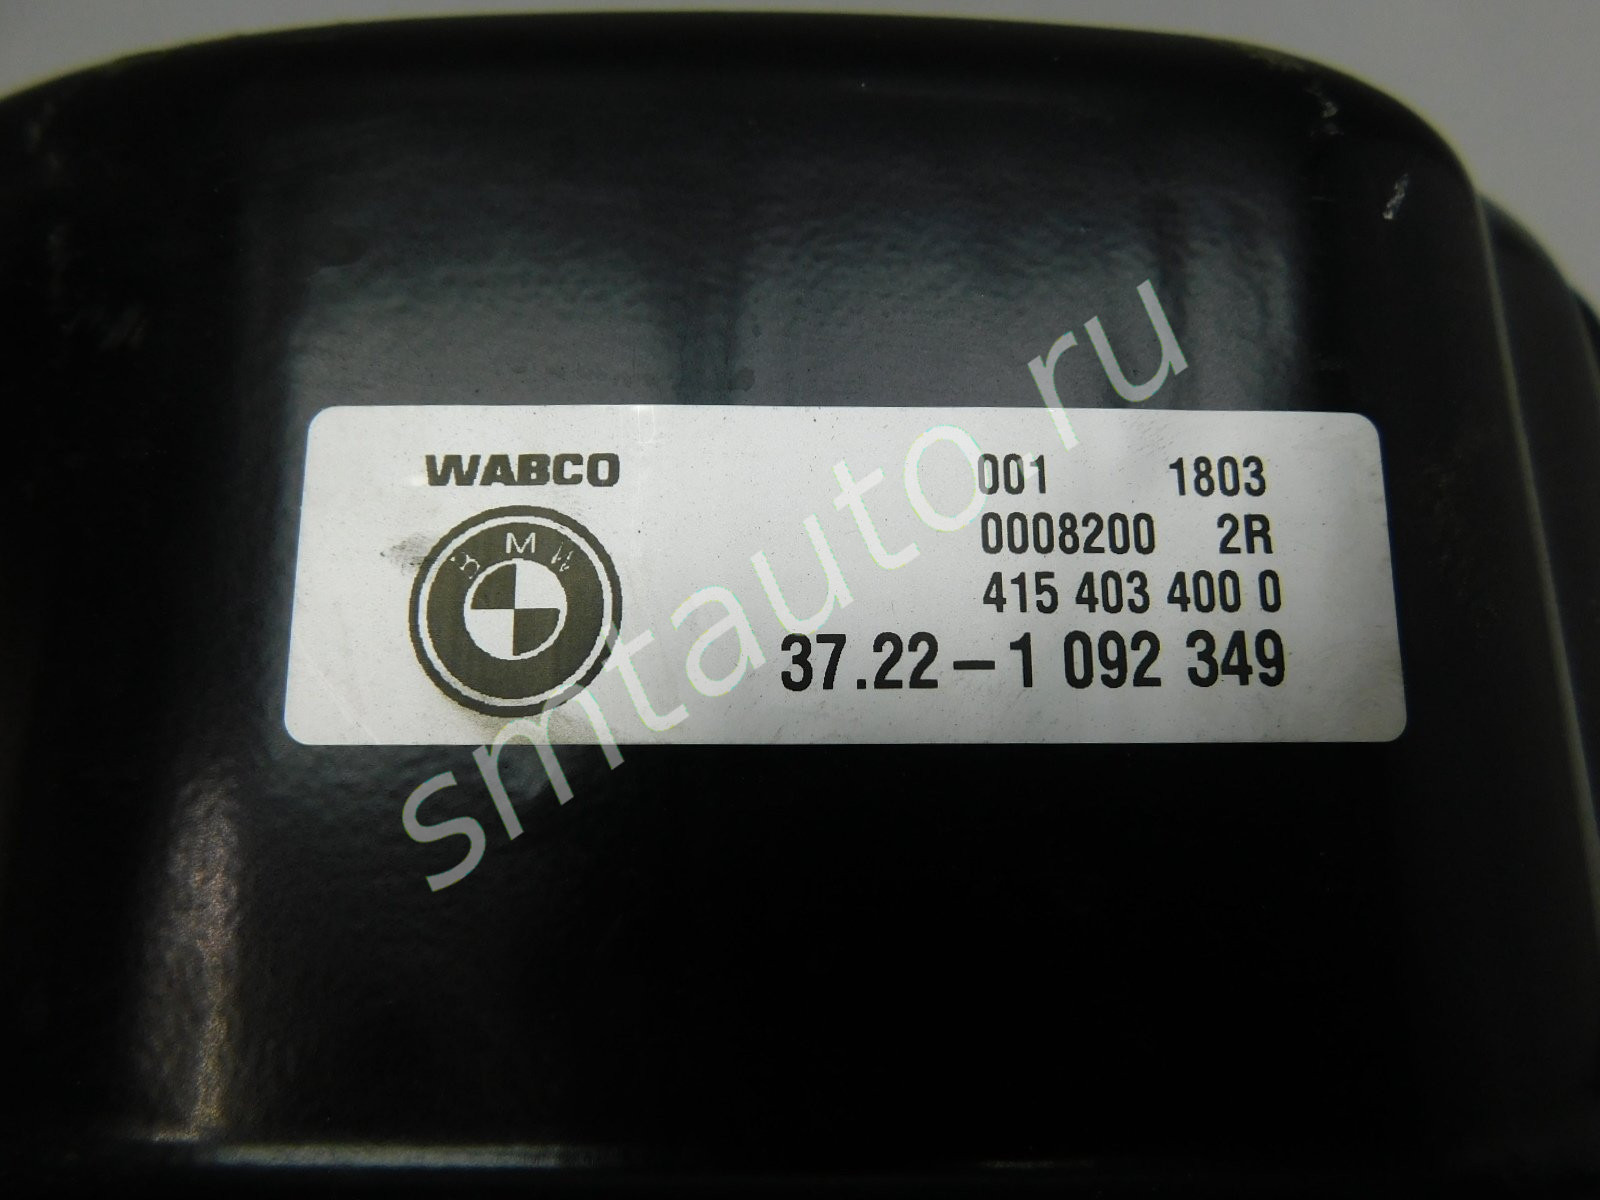 WABCO
BMW
001 1803
0008200 2R
415 403 400 0
37.22-1 092 349
smtauto.ru